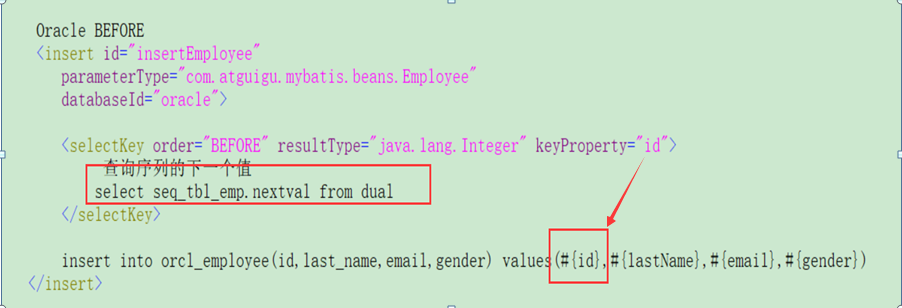 Oracle BEFORE
<insert id="insertEmployee"
parameterType="com.atguigu.mybatis.beans.Employee"
databaseId="oracle">
<selectKey order="BEFORE" resultType="java.lang.Integer" keyProperty="id">
查询序列的下一个值
select seq_tbl_emp.nextval from dual
</selectKey>
insert into orcl_employee(id,last_name,email,gender) values(#{id},#{lastName},#{email},#{gender})
</insert>